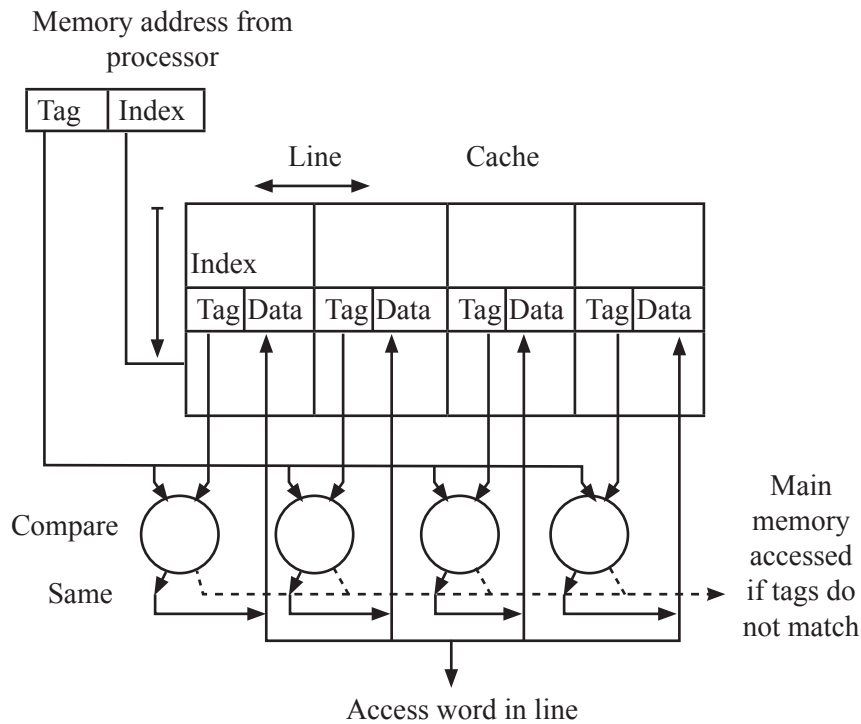 Memory address from
processor
Tag Index
Line Cache
Index
Tag Data Tag Data Tag Data Tag Data
Compare
Same
Main
memory
accessed
if tags do
not match
Access word in line